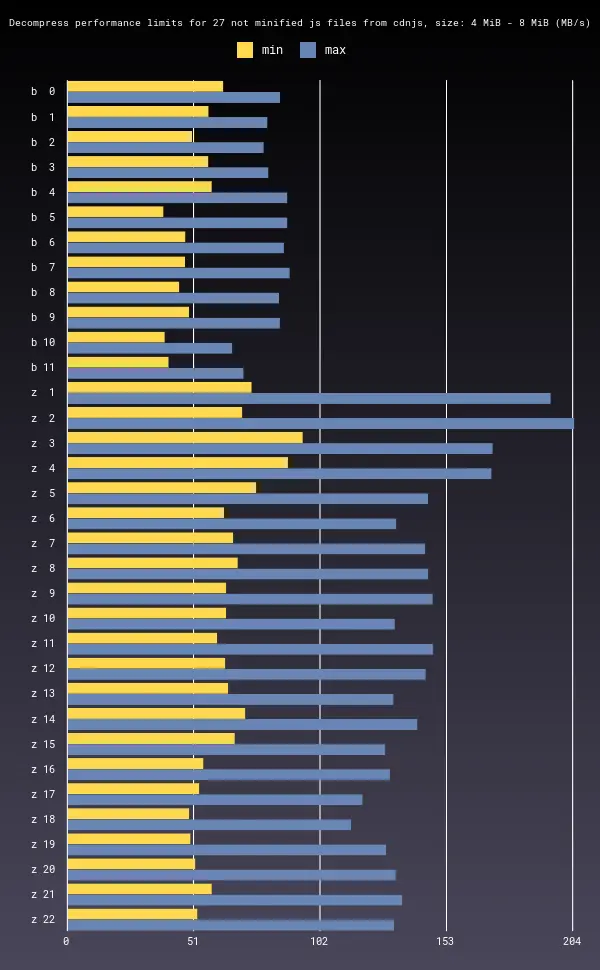 Decompress performance limits for 27 not minified js files from cdnjs, size: 4 MiB - 8 MiB (MB/s)
min max
b 0
b 1
b 2
b 3
b 4
b 5
b 6
b 7
b 8
b 9
b 10
b 11
z 1
z 2
z 3
z 4
z 5
z 6
z 7
z 8
z 9
z 10
z 11
z 12
z 13
z 14
z 15
z 16
z 17
z 18
z 19
z 20
z 21
z 22
0 51 102 153 204